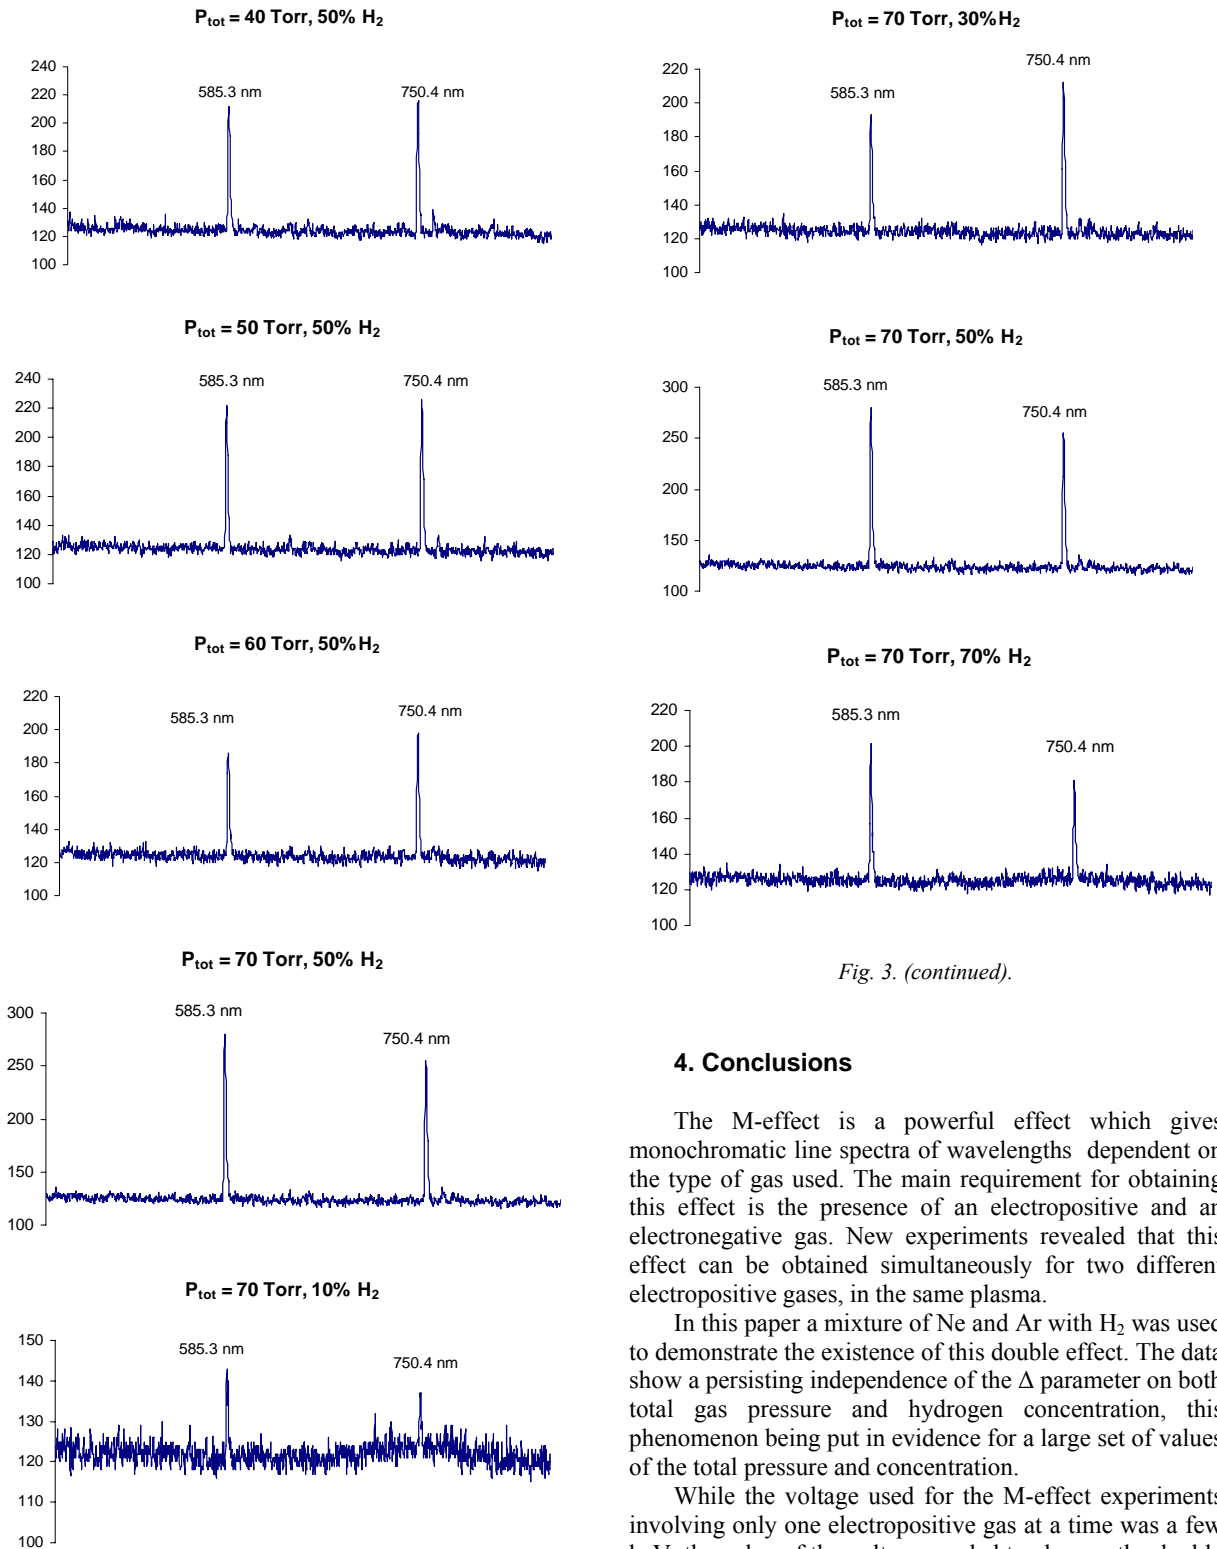 P_tot = 40 Torr, 50% H₂
240
220
200
180
160
140
120
100
585.3 nm
750.4 nm
P_tot = 50 Torr, 50% H₂
240
220
200
180
160
140
120
100
585.3 nm
750.4 nm
P_tot = 60 Torr, 50%H₂
220
200
180
160
140
120
100
585.3 nm
750.4 nm
P_tot = 70 Torr, 50% H₂
300
250
200
150
100
585.3 nm
750.4 nm
P_tot = 70 Torr, 10% H₂
150
140
130
120
110
100
585.3 nm
750.4 nm
P_tot = 70 Torr, 30%H₂
220
200
180
160
140
120
100
585.3 nm
750.4 nm
P_tot = 70 Torr, 50% H₂
300
250
200
150
100
585.3 nm
750.4 nm
P_tot = 70 Torr, 70% H₂
220
200
180
160
140
120
100
585.3 nm
750.4 nm
Fig. 3. (continued).
4. Conclusions
The M-effect is a powerful effect which gives
monochromatic line spectra of wavelengths dependent on
the type of gas used. The main requirement for obtaining
this effect is the presence of an electropositive and an
electronegative gas. New experiments revealed that this
effect can be obtained simultaneously for two different
electropositive gases, in the same plasma.
In this paper a mixture of Ne and Ar with H₂ was used
to demonstrate the existence of this double effect. The data
show a persisting independence of the Δ parameter on both
total gas pressure and hydrogen concentration, this
phenomenon being put in evidence for a large set of values
of the total pressure and concentration.
While the voltage used for the M-effect experiments
involving only one electropositive gas at a time was a few